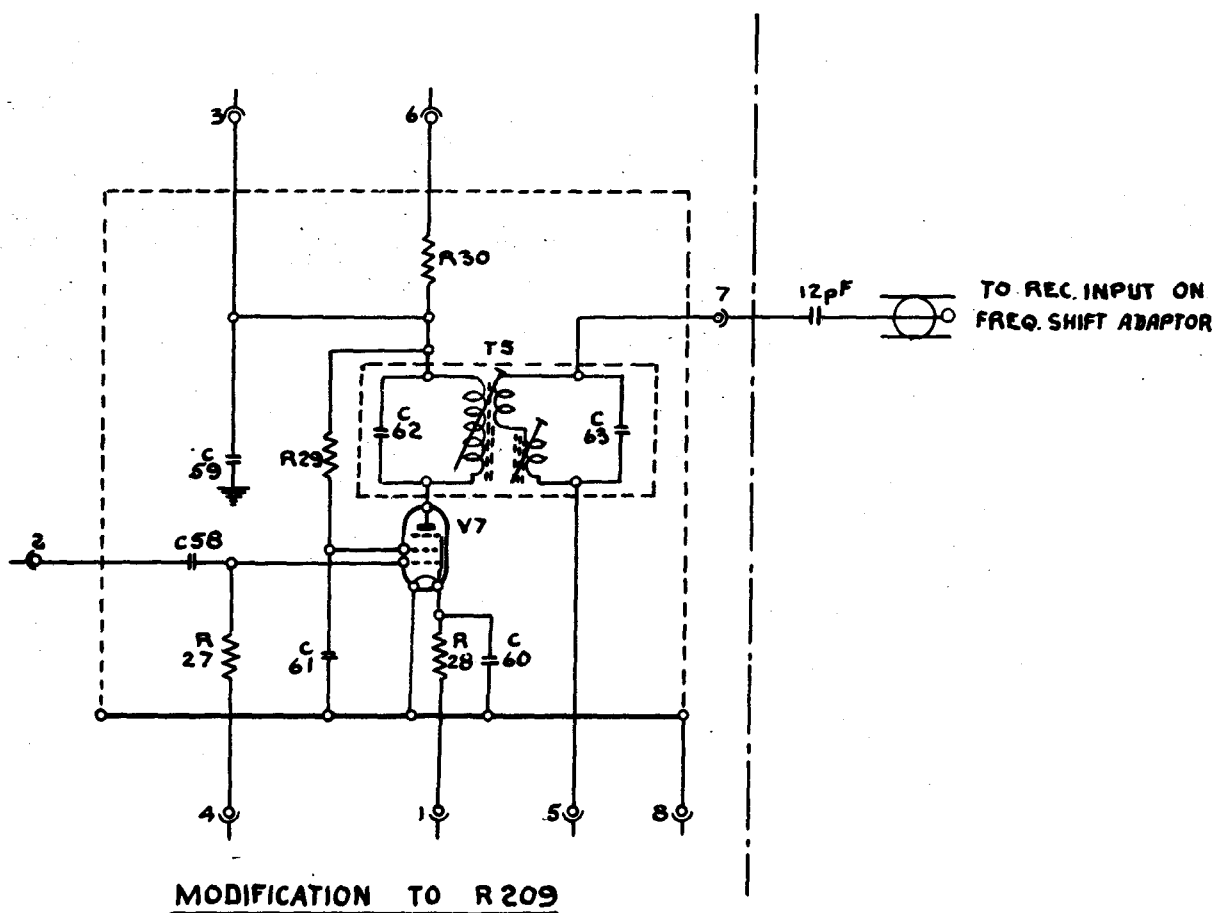 3
6
R30
7
12pF
TO REC. INPUT ON
FREQ. SHIFT ADAPTOR
T5
C
62
C
63
R29
C
59
V7
2
C58
R
27
C
61
R
28
C
60
4
1
5
8
MODIFICATION TO R209